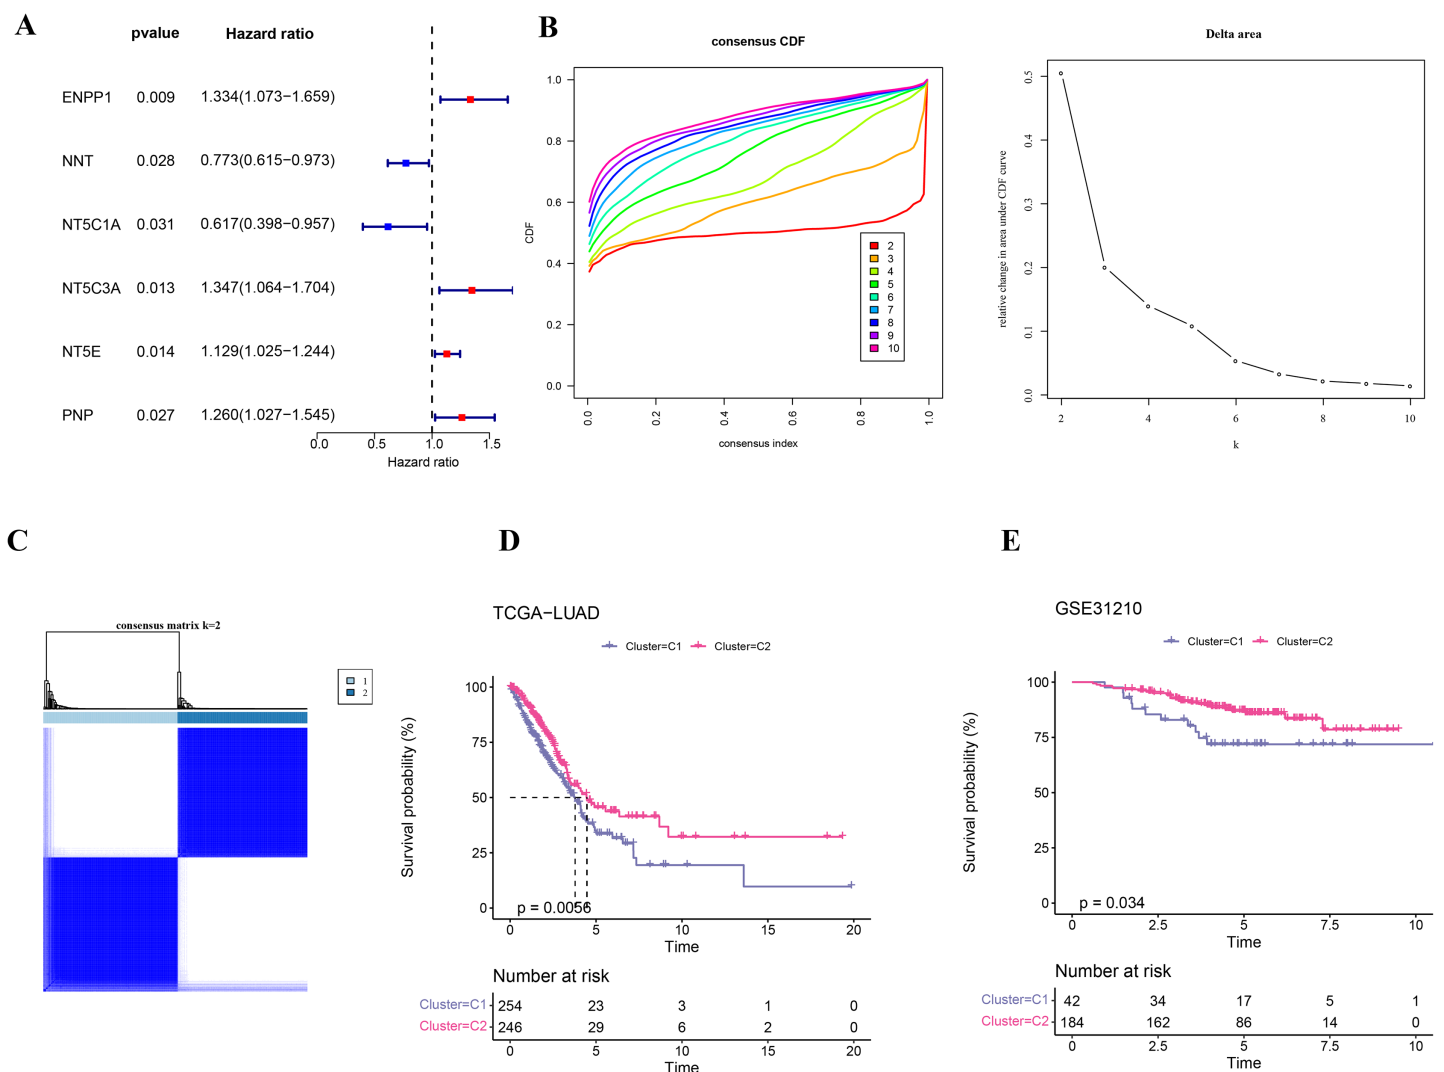 A
pvalue Hazard ratio
ENPP1 0.009 1.334(1.073−1.659)
NNT 0.028 0.773(0.615−0.973)
NT5C1A 0.031 0.617(0.398−0.957)
NT5C3A 0.013 1.347(1.064−1.704)
NT5E 0.014 1.129(1.025−1.244)
PNP 0.027 1.260(1.027−1.545)
0.0 0.5 1.0 1.5
Hazard ratio
B
consensus CDF
CDF
1.0
0.8
0.6
0.4
0.2
0.0
2
3
4
5
6
7
8
9
10
0.0 0.2 0.4 0.6 0.8 1.0
consensus index
Delta area
relative change in area under CDF curve
0.5
0.4
0.3
0.2
0.1
0.0
2 4 6 8 10
k
C
consensus matrix k=2
1
2
D
TCGA−LUAD
Cluster=C1 Cluster=C2
Survival probability (%)
100
75
50
25
0
p = 0.0056
0 5 10 15 20
Time
Number at risk
Cluster=C1 254 23 3 1 0
Cluster=C2 246 29 6 2 0
0 5 10 15 20
Time
E
GSE31210
Cluster=C1 Cluster=C2
Survival probability (%)
100
75
50
25
0
p = 0.034
0 2.5 5 7.5 10
Time
Number at risk
Cluster=C1 42 34 17 5 1
Cluster=C2 184 162 86 14 0
0 2.5 5 7.5 10
Time